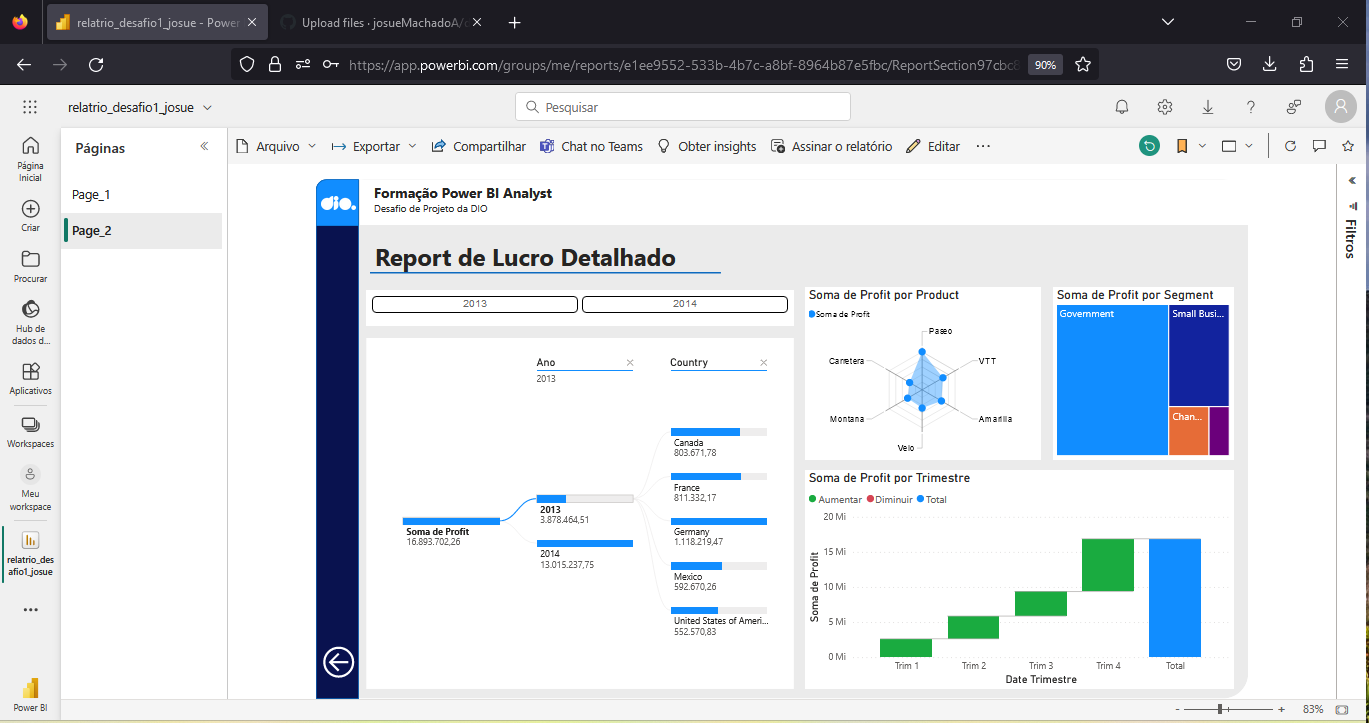 relatrio_desafio1_josue - Power
Upload files · josueMachadoA/
https://app.powerbi.com/groups/me/reports/e1ee9552-533b-4b7c-a8bf-8964b87e5fbc/ReportSection97cbc8
90%
relatrio_desafio1_josue
Pesquisar
Página
Inicial
Criar
Procurar
Hub de
dados d...
Aplicativos
Workspaces
Meu
workspace
relatrio_des
afio1_josue
Power BI
Páginas
Page_1
Page_2
Arquivo
Exportar
Compartilhar
Chat no Teams
Obter insights
Assinar o relatório
Editar
Filtros
dio.
Formação Power BI Analyst
Desafio de Projeto da DIO
Report de Lucro Detalhado
2013
2014
Ano
2013
Country
Soma de Profit
16.893.702,26
2013
3.878.464,51
2014
13.015.237,75
Canada
803.671,78
France
811.332,17
Germany
1.118.219,47
Mexico
592.670,26
United States of Ameri...
552.570,83
Soma de Profit por Product
Soma de Profit
Paseo
VTT
Amarilla
Velo
Montana
Carretera
Soma de Profit por Segment
Government
Small Busi...
Chan...
Soma de Profit por Trimestre
Aumentar Diminuir Total
Soma de Profit
20 Mi
15 Mi
10 Mi
5 Mi
0 Mi
Trim 1 Trim 2 Trim 3 Trim 4 Total
Date Trimestre
83%